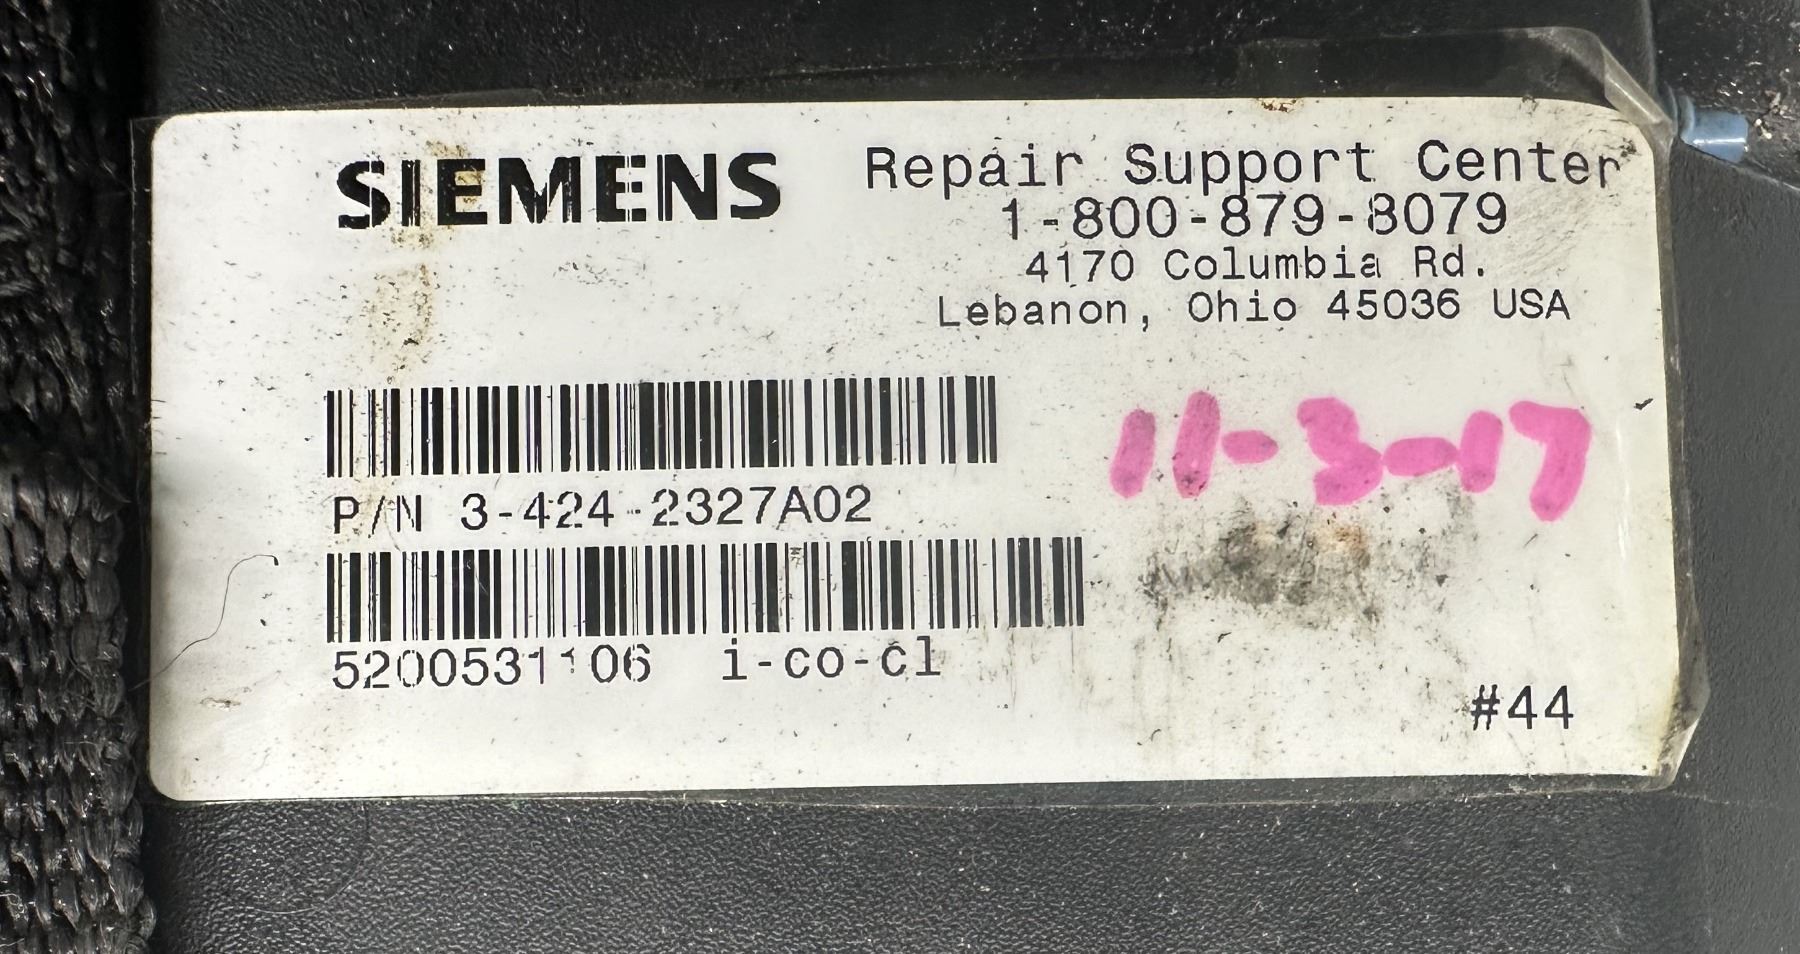 SIEMENS
Repair Support Center
1-800-879-8079
4170 Columbia Rd.
Lebanon, Ohio 45036 USA
11-3-17
P/N 3-424-2327A02
i-co-cl
#44